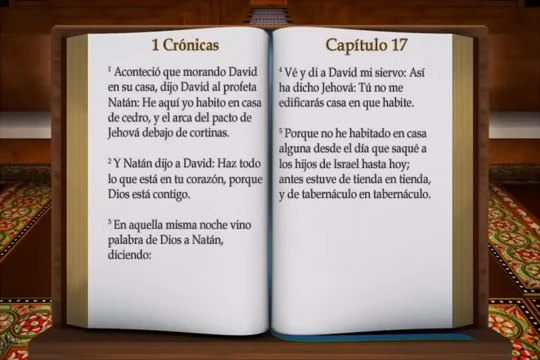 1 Crónicas
1 Aconteció que morando David
en su casa, dijo David al profeta
Natán: He aquí yo habito en casa
de cedro, y el arca del pacto de
Jehová debajo de cortinas.
2 Y Natán dijo a David: Haz todo
lo que está en tu corazón, porque
Dios está contigo.
3 En aquella misma noche vino
palabra de Dios a Natán,
diciendo:
Capítulo 17
4 Vé y di a David mi siervo: Así
ha dicho Jehová: Tú no me
edificarás casa en que habite.
5 Porque no he habitado en casa
alguna desde el día que saqué a
los hijos de Israel hasta hoy;
antes estuve de tienda en tienda,
y de tabernáculo en tabernáculo.